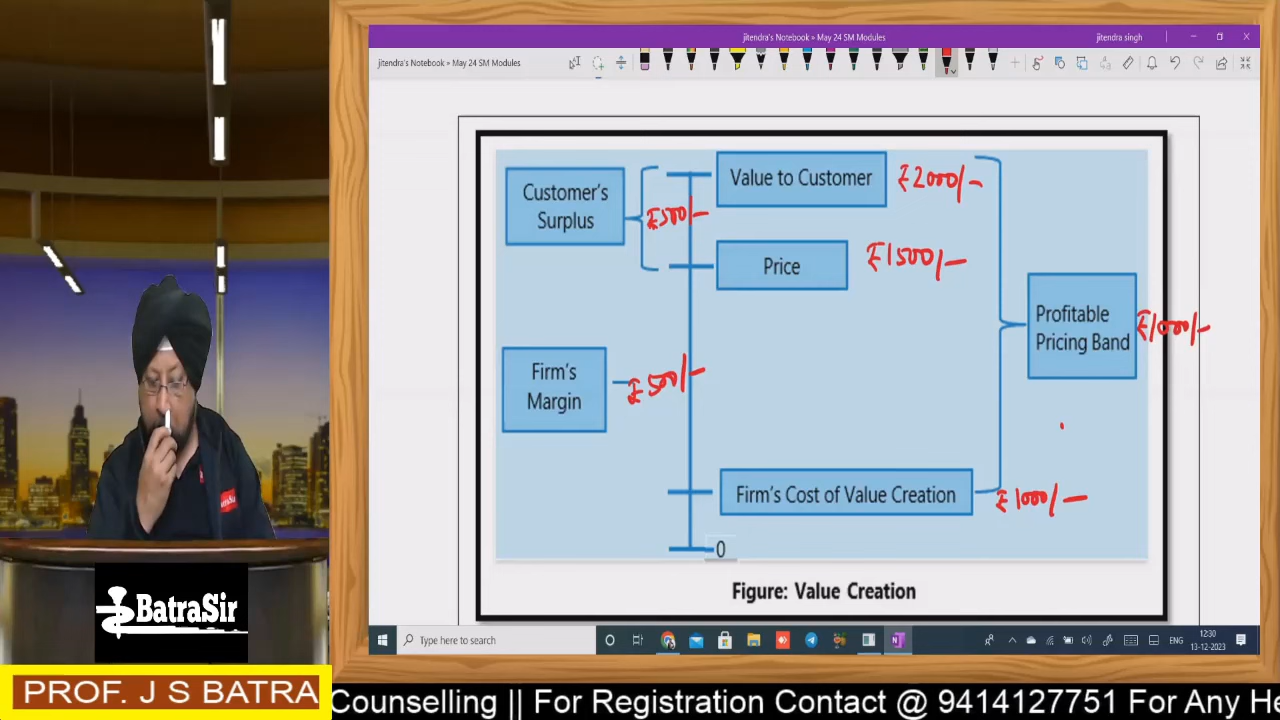 jitendra's Notebook » May 24 SM Modules
jitendra singh
jitendra's Notebook » May 24 SM Modules
Customer's
Surplus
₹500/-
Value to Customer
₹2000/-
Price
₹1500/-
Profitable
Pricing Band
₹1000/-
Firm's
Margin
₹500/-
Firm's Cost of Value Creation
₹1000/-
0
Figure: Value Creation
Type here to search
ENG
12:30
13-12-2023
BatraSir
PROF. J S BATRA
Counselling || For Registration Contact @ 9414127751 For Any He